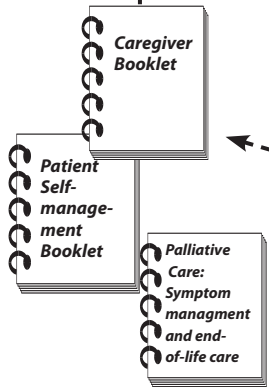 Caregiver
Booklet
Patient
Self-
manage-
ment
Booklet
Palliative
Care:
Symptom
managment
and end-
of-life care